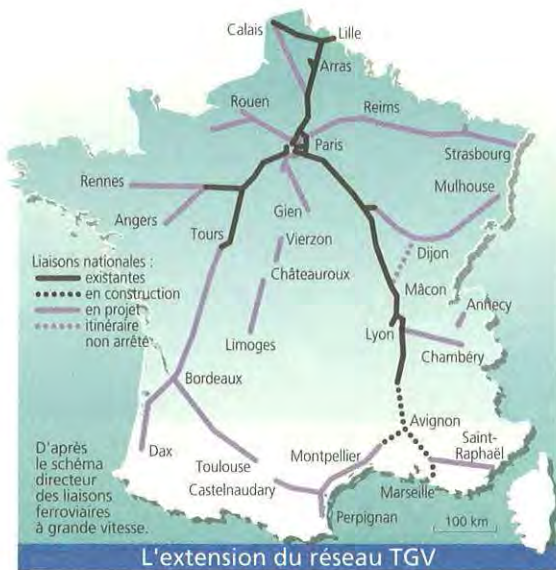 Calais
Lille
Arras
Rouen
Reims
Paris
Strasbourg
Rennes
Mulhouse
Angers
Gien
Tours
Vierzon
Dijon
Liaisons nationales :
existantes
en construction
en projet
itinéraire
non arrêté
Châteauroux
Mâcon
Annecy
Lyon
Limoges
Chambéry
Bordeaux
Avignon
D'après
le schéma
directeur
des liaisons
ferroviaires
à grande vitesse.
Dax
Toulouse
Montpellier
Saint-
Raphaël
Castelnaudary
Marseille
Perpignan
100 km
L'extension du réseau TGV